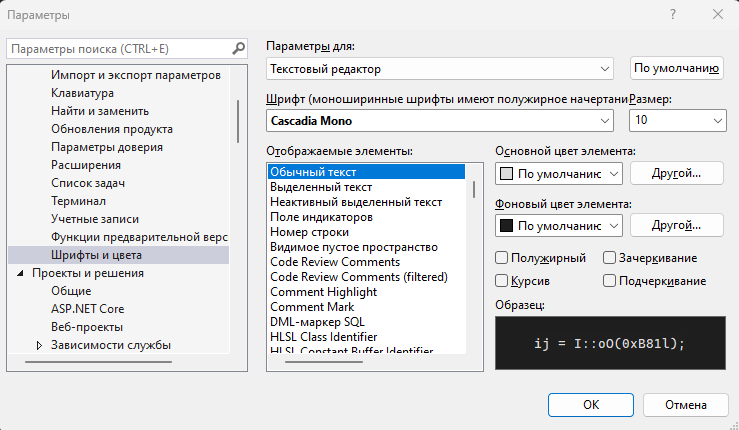 Параметры
Параметры поиска (CTRL+E)
Импорт и экспорт параметров
Клавиатура
Найти и заменить
Обновления продукта
Параметры доверия
Расширения
Список задач
Терминал
Учетные записи
Функции предварительной верс
Шрифты и цвета
Проекты и решения
Общие
ASP.NET Core
Веб-проекты
Зависимости службы
Параметры для:
Текстовый редактор
По умолчанию
Шрифт (моноширинные шрифты имеют полужирное начертани
Размер:
Cascadia Mono
10
Отображаемые элементы:
Обычный текст
Выделенный текст
Неактивный выделенный текст
Поле индикаторов
Номер строки
Видимое пустое пространство
Code Review Comments
Code Review Comments (filtered)
Comment Highlight
Comment Mark
DML-маркер SQL
HLSL Class Identifier
HLSL Constant Buffer Identifier
Основной цвет элемента:
По умолчанию
Другой...
Фоновый цвет элемента:
По умолчанию
Другой...
Полужирный
Зачеркивание
Курсив
Подчеркивание
Образец:
ij = I::oO(0xB81l);
ОК
Отмена